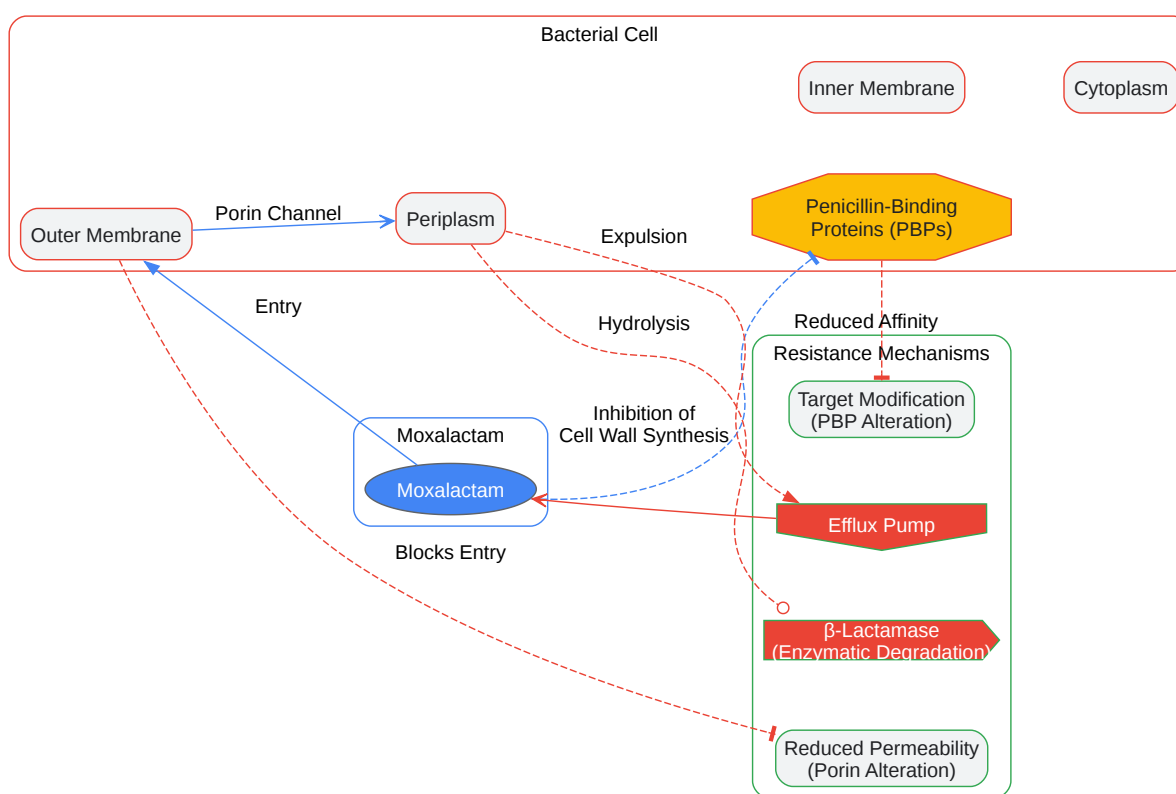 Bacterial Cell
Inner Membrane
Cytoplasm
Penicillin-Binding
Proteins (PBPs)
Porin Channel
Periplasm
Outer Membrane
Expulsion
Entry
Hydrolysis
Reduced Affinity
Resistance Mechanisms
Target Modification
(PBP Alteration)
Inhibition of
Cell Wall Synthesis
Moxalactam
Moxalactam
Efflux Pump
Blocks Entry
β-Lactamase
(Enzymatic Degradation)
Reduced Permeability
(Porin Alteration)